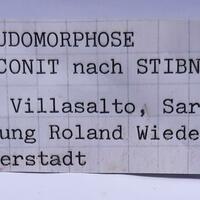 UDOMORPHOSE
CONIT nach STIBN
Villasalto, Sar
ung Roland Wiede
erstadt